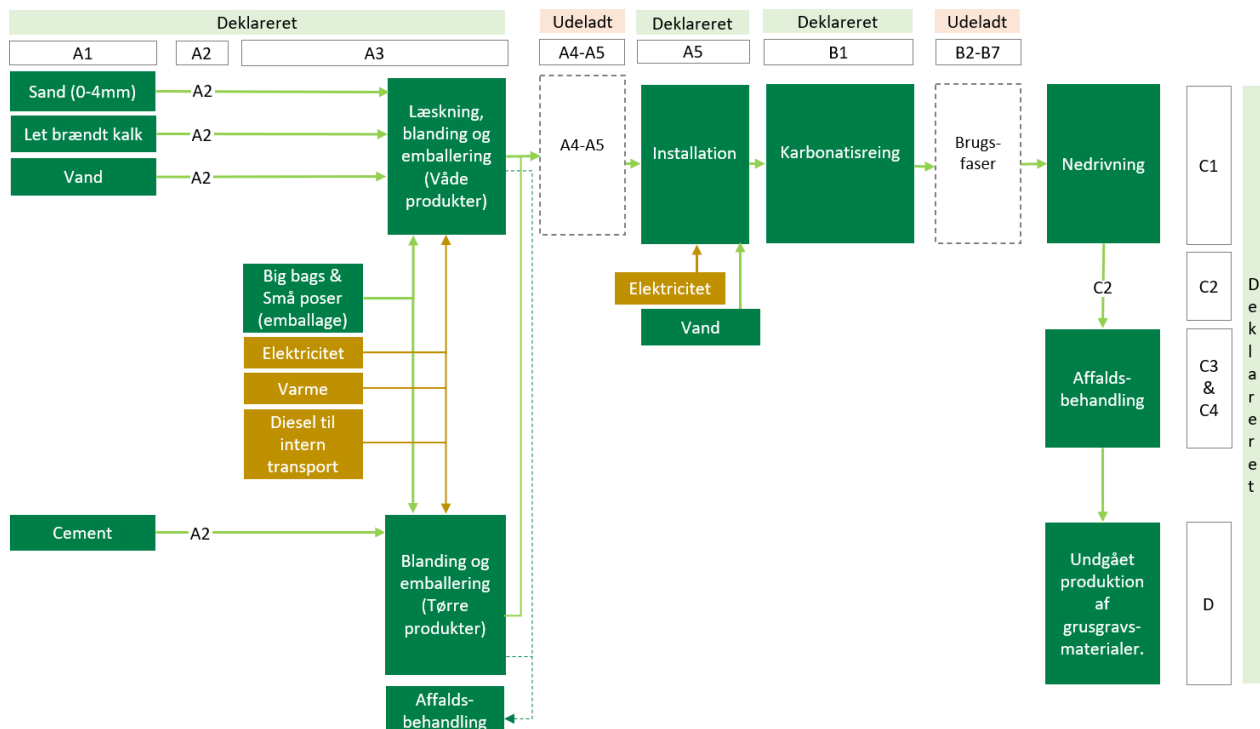 Deklareret
Udeladt
Deklareret
Deklareret
Udeladt
A1
A2
A3
A4-A5
A5
B1
B2-B7
Sand (0-4mm)
A2
Let brændt kalk
A2
Vand
A2
Læskning,
blanding og
emballering
(Våde
produkter)
A4-A5
Installation
Karbonatisreing
Brugs-
faser
Nedrivning
C1
Big bags &
Små poser
(emballage)
Elektricitet
Varme
Diesel til
intern
transport
Elektricitet
Vand
C2
C2
Affalds-
behandling
C3
&
C4
D
e
k
l
a
r
e
r
e
t
Cement
A2
Blanding og
emballering
(Tørre
produkter)
Undgået
produktion
af
grusgravs-
materialer.
D
Affalds-
behandling